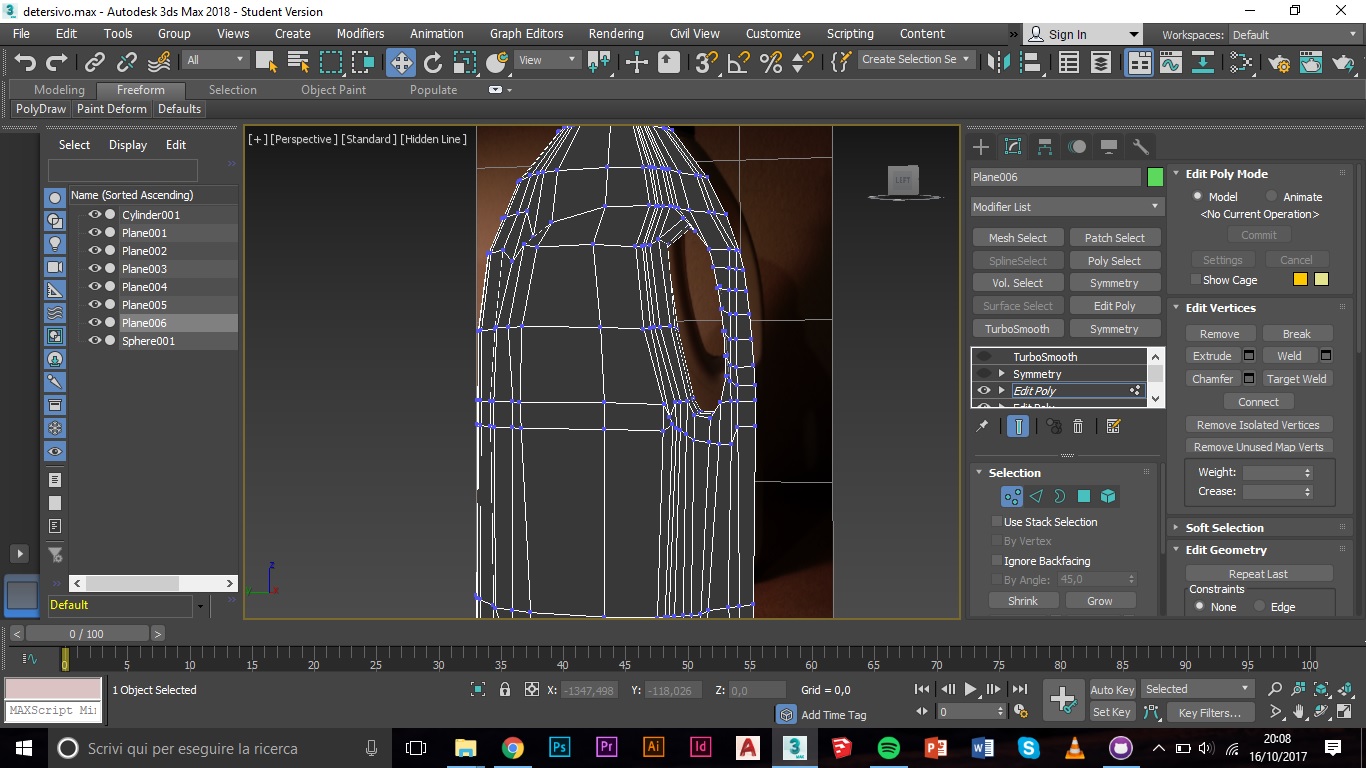 detersivo.max - Autodesk 3ds Max 2018 - Student Version
File Edit Tools Group Views Create Modifiers Animation Graph Editors Rendering Civil View Customize Scripting Content » Sign In Workspaces: Default
All View Create Selection Se
Modeling Freeform Selection Object Paint Populate
PolyDraw Paint Deform Defaults
Select Display Edit
Name (Sorted Ascending)
Cylinder001
Plane001
Plane002
Plane003
Plane004
Plane005
Plane006
Sphere001
Default
[+] [Perspective] [Standard] [Hidden Line]
LEFT
z
x
Plane006
Modifier List
Mesh Select Patch Select
SplineSelect Poly Select
Vol. Select Symmetry
Surface Select Edit Poly
TurboSmooth Symmetry
TurboSmooth
Symmetry
Edit Poly
Edit Poly
Selection
Use Stack Selection
By Vertex
Ignore Backfacing
By Angle: 45,0
Shrink Grow
Edit Poly Mode
Model Animate
<No Current Operation>
Commit
Settings Cancel
Show Cage
Edit Vertices
Remove Break
Extrude Weld
Chamfer Target Weld
Connect
Remove Isolated Vertices
Remove Unused Map Verts
Weight:
Crease:
Soft Selection
Edit Geometry
Repeat Last
Constraints
None Edge
< 0 / 100 >
0 5 10 15 20 25 30 35 40 45 50 55 60 65 70 75 80 85 90 95 100
1 Object Selected X: -1347,498 Y: -118,026 Z: 0,0 Grid = 0,0 Auto Key Selected
MAXScript Mi Add Time Tag 0 Set Key Key Filters...
Scrivi qui per eseguire la ricerca
Ps Pr Ai Id A 3 MAX P W S
20:08
16/10/2017